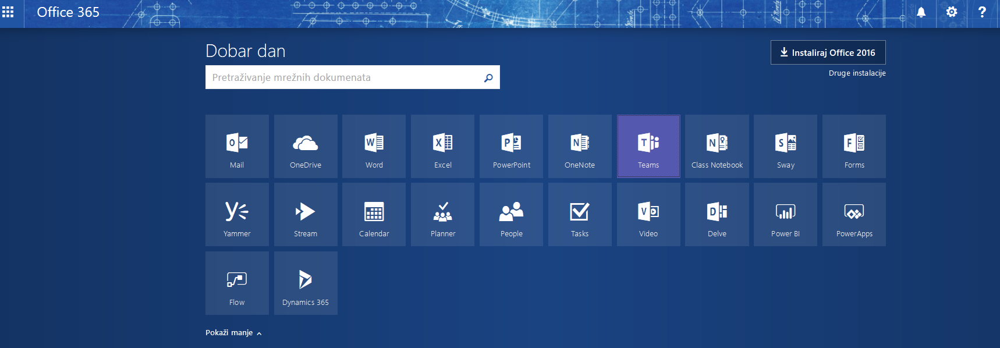 Office 365
Dobar dan
Instaliraj Office 2016
Pretraživanje mrežnih dokumenata
Druge instalacije
Mail
OneDrive
Word
Excel
PowerPoint
OneNote
Teams
Class Notebook
Sway
Forms
Yammer
Stream
Calendar
Planner
People
Tasks
Video
Delve
Power BI
PowerApps
Flow
Dynamics 365
Pokaži manje